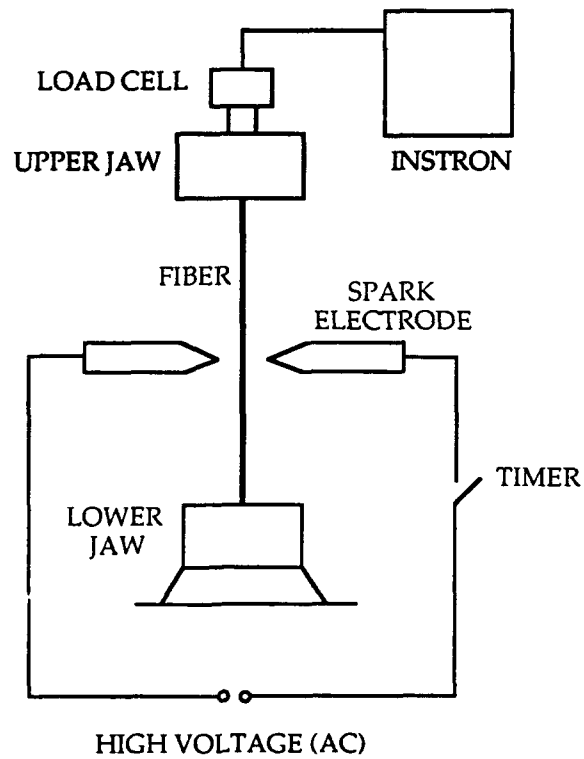 LOAD CELL
UPPER JAW
INSTRON
FIBER
SPARK
ELECTRODE
TIMER
LOWER
JAW
HIGH VOLTAGE (AC)